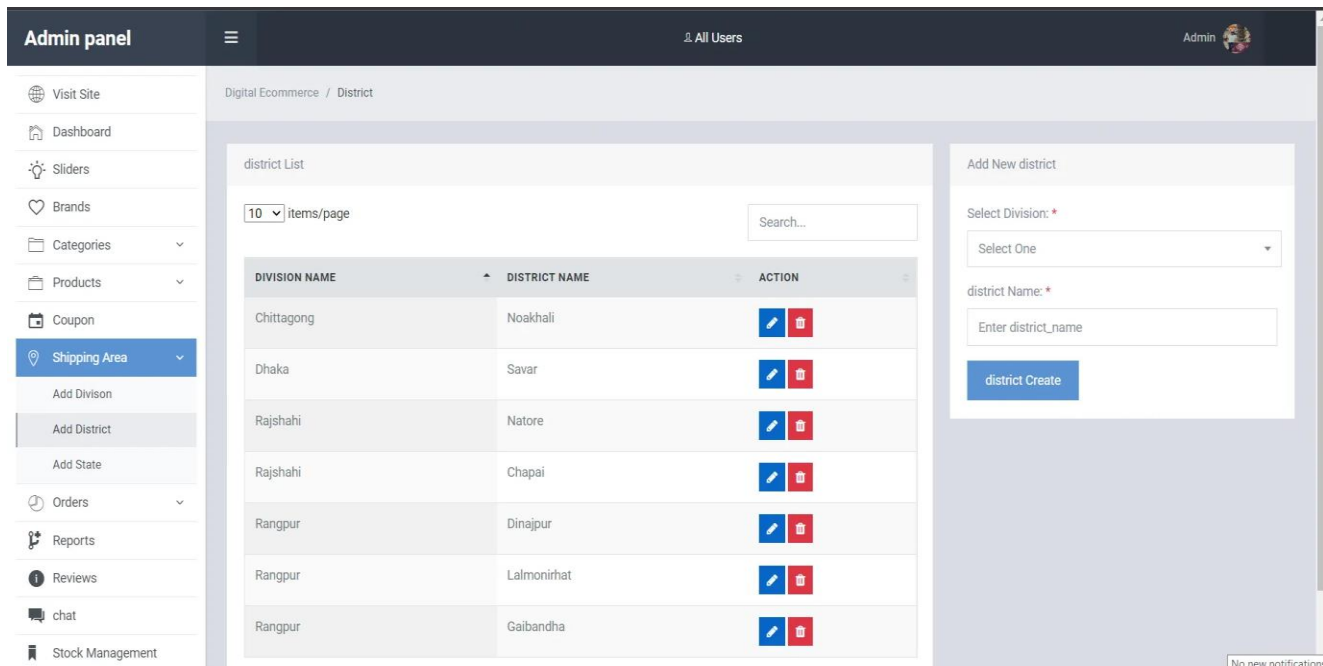 Admin panel
All Users
Admin
Visit Site
Dashboard
Sliders
Brands
Categories
Products
Coupon
Shipping Area
Add Divison
Add District
Add State
Orders
Reports
Reviews
chat
Stock Management
Digital Ecommerce / District
district List
10 items/page
Search...
DIVISION NAME DISTRICT NAME ACTION
Chittagong Noakhali
Dhaka Savar
Rajshahi Natore
Rajshahi Chapai
Rangpur Dinajpur
Rangpur Lalmonirhat
Rangpur Gaibandha
Add New district
Select Division: *
Select One
district Name: *
Enter district_name
district Create
No new notifications